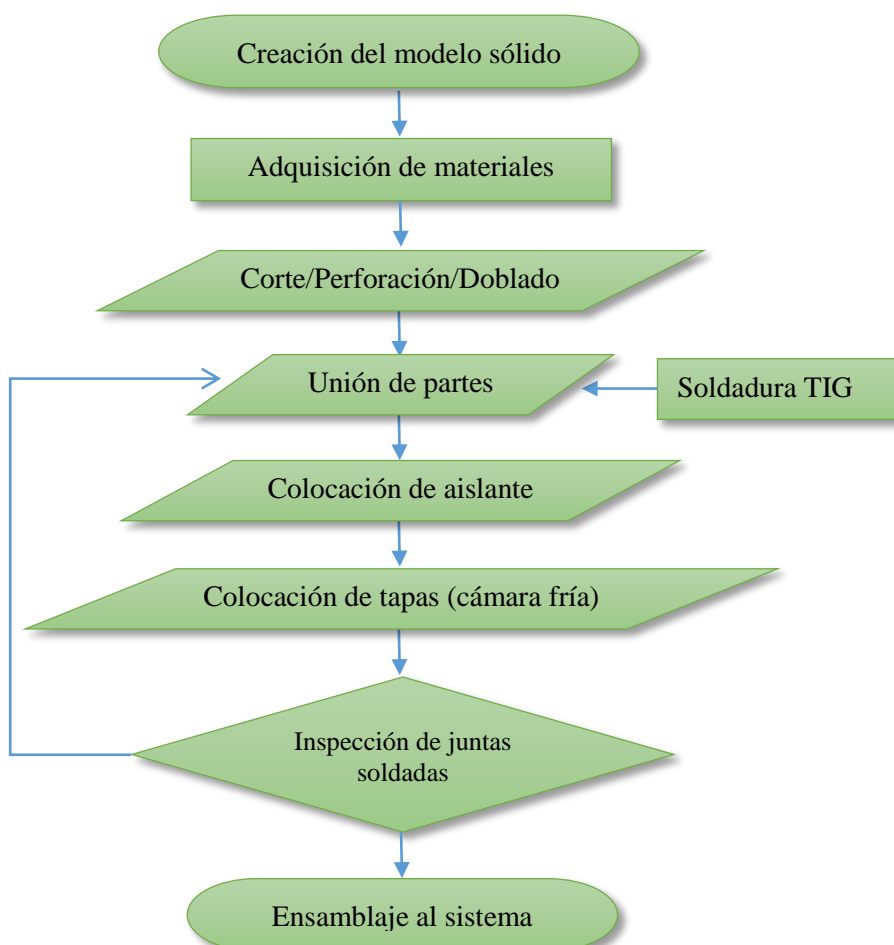 Creación del modelo sólido
Adquisición de materiales
Corte/Perforación/Doblado
Unión de partes
Soldadura TIG
Colocación de aislante
Colocación de tapas (cámara fría)
Inspección de juntas
soldadas
Ensamblaje al sistema